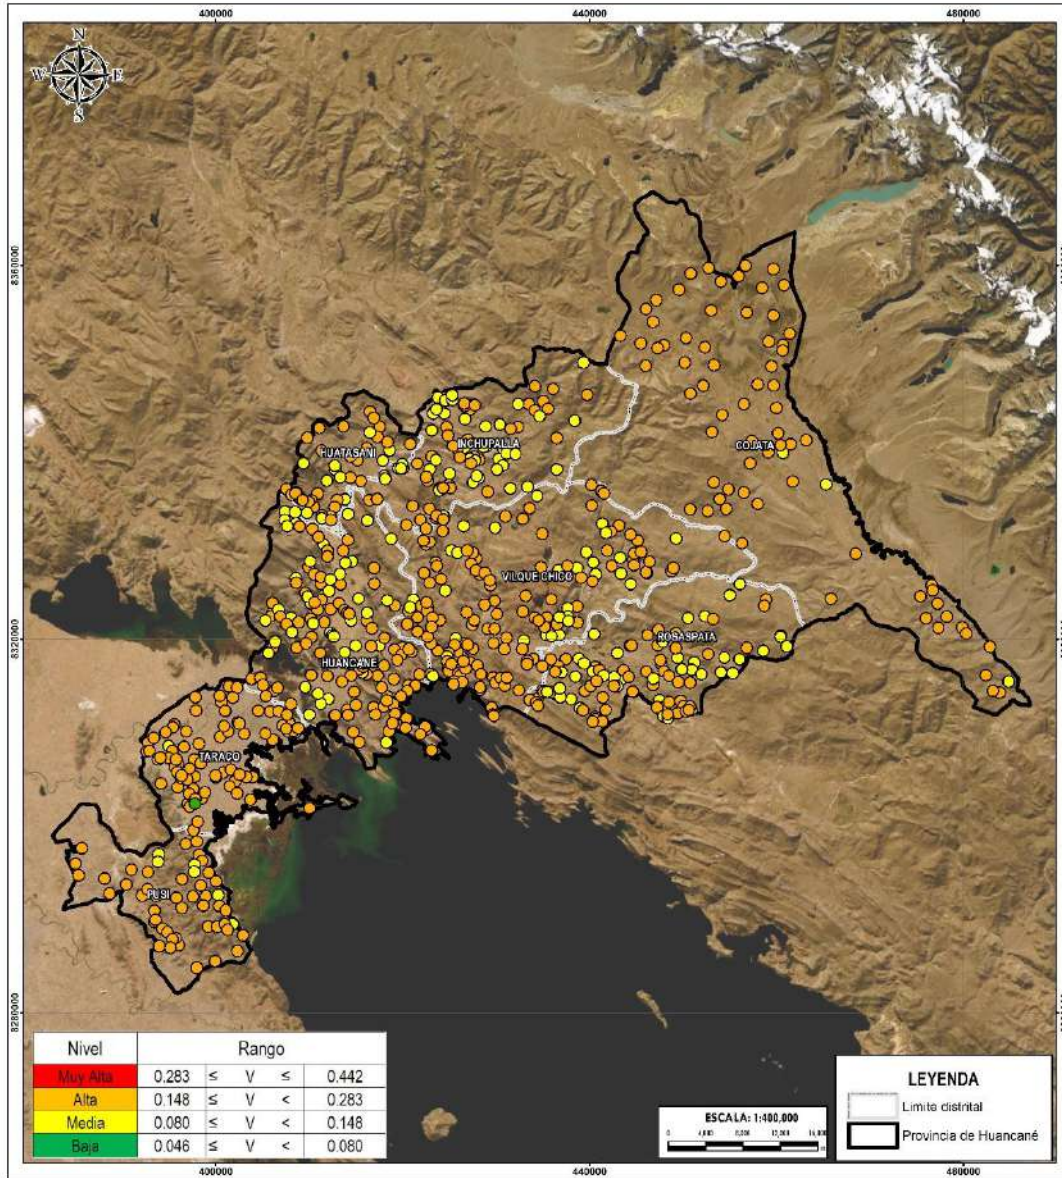 400000 440000 480000
N
W E
S
8360000
INCHUPALLA
HUATASANI
COJATA
VILQUE CHICO
8320000
ROSASPATA
HUANCANE
TARACO
PUSI
8280000
Nivel Rango
Muy Alta 0.283 ≤ V ≤ 0.442
Alta 0.148 ≤ V < 0.283
Media 0.080 ≤ V < 0.148
Baja 0.046 ≤ V < 0.080
ESCALA: 1:400,000
LEYENDA
Limite distrital
Provincia de Huancané
400000 440000 480000